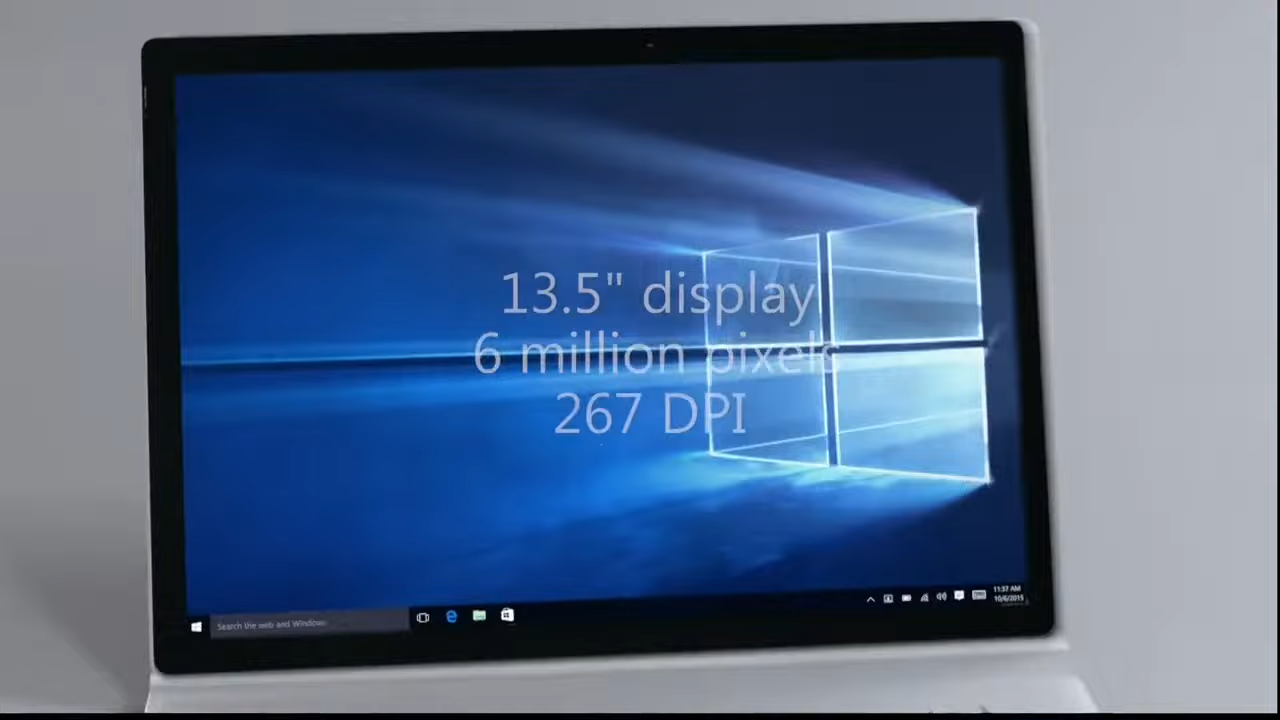 13.5" display
6 million pixels
267 DPI
Search the web and Windows
11:37 AM
10/6/2015